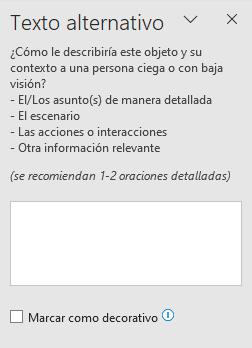 Texto alternativo
¿Cómo le describiría este objeto y su
contexto a una persona ciega o con baja
visión?
- El/Los asunto(s) de manera detallada
- El escenario
- Las acciones o interacciones
- Otra información relevante
(se recomiendan 1-2 oraciones detalladas)
Marcar como decorativo